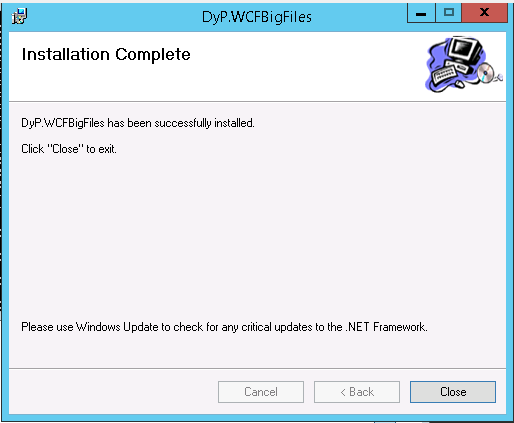 DyP.WCFBigFiles
Installation Complete
DyP.WCFBigFiles has been successfully installed.
Click "Close" to exit.
Please use Windows Update to check for any critical updates to the .NET Framework.
Cancel
< Back
Close